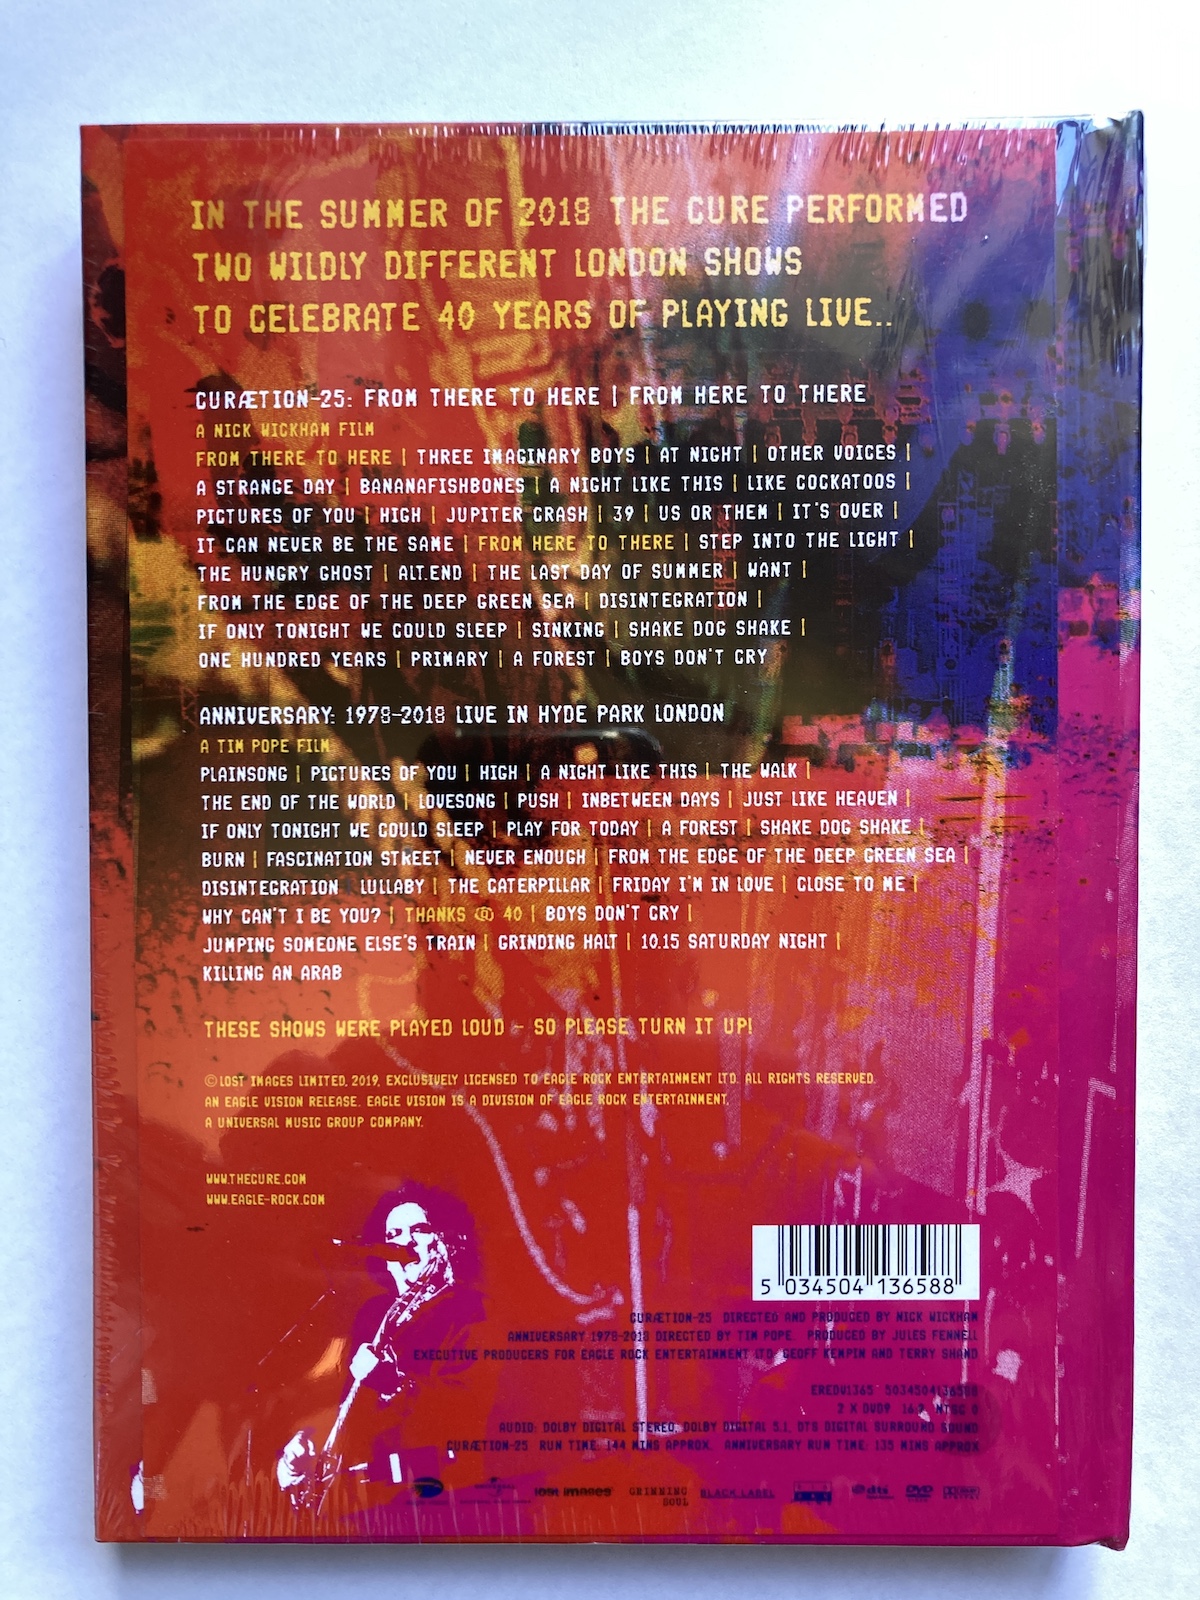 IN THE SUMMER OF 2018 THE CURE PERFORMED
TWO WILDLY DIFFERENT LONDON SHOWS
TO CELEBRATE 40 YEARS OF PLAYING LIVE..
CURÆTION-25: FROM THERE TO HERE | FROM HERE TO THERE
A NICK WICKHAM FILM
FROM THERE TO HERE | THREE IMAGINARY BOYS | AT NIGHT | OTHER VOICES |
A STRANGE DAY | BANANAFISHBONES | A NIGHT LIKE THIS | LIKE COCKATOOS |
PICTURES OF YOU | HIGH | JUPITER CRASH | 39 | US OR THEM | IT'S OVER |
IT CAN NEVER BE THE SAME | FROM HERE TO THERE | STEP INTO THE LIGHT |
THE HUNGRY GHOST | ALT.END | THE LAST DAY OF SUMMER | WANT |
FROM THE EDGE OF THE DEEP GREEN SEA | DISINTEGRATION |
IF ONLY TONIGHT WE COULD SLEEP | SINKING | SHAKE DOG SHAKE |
ONE HUNDRED YEARS | PRIMARY | A FOREST | BOYS DON'T CRY
ANNIVERSARY: 1978-2018 LIVE IN HYDE PARK LONDON
A TIM POPE FILM
PLAINSONG | PICTURES OF YOU | HIGH | A NIGHT LIKE THIS | THE WALK |
THE END OF THE WORLD | LOVESONG | PUSH | INBETWEEN DAYS | JUST LIKE HEAVEN |
IF ONLY TONIGHT WE COULD SLEEP | PLAY FOR TODAY | A FOREST | SHAKE DOG SHAKE |
BURN | FASCINATION STREET | NEVER ENOUGH | FROM THE EDGE OF THE DEEP GREEN SEA |
DISINTEGRATION LULLABY | THE CATERPILLAR | FRIDAY I'M IN LOVE | CLOSE TO ME |
WHY CAN'T I BE YOU? | THANKS @ 40 | BOYS DON'T CRY |
JUMPING SOMEONE ELSE'S TRAIN | GRINDING HALT | 10.15 SATURDAY NIGHT |
KILLING AN ARAB
THESE SHOWS WERE PLAYED LOUD - SO PLEASE TURN IT UP!
©LOST IMAGES LIMITED, 2019, EXCLUSIVELY LICENSED TO EAGLE ROCK ENTERTAINMENT LTD. ALL RIGHTS RESERVED.
AN EAGLE VISION RELEASE. EAGLE VISION IS A DIVISION OF EAGLE ROCK ENTERTAINMENT,
A UNIVERSAL MUSIC GROUP COMPANY.
WWW.THECURE.COM
WWW.EAGLE-ROCK.COM
5 034504 136588
CURÆTION-25 DIRECTED AND PRODUCED BY NICK WICKHAM
ANNIVERSARY 1978-2018 DIRECTED BY TIM POPE. PRODUCED BY JULES FENNELL
EXECUTIVE PRODUCERS FOR EAGLE ROCK ENTERTAINMENT LTD GEOFF KEMPIN AND TERRY SHAND
EREDV1365 5034504136588
2 X DVD9 16:9 NTSC 0
AUDIO: DOLBY DIGITAL STEREO, DOLBY DIGITAL 5.1, DTS DIGITAL SURROUND SOUND
CURÆTION-25 RUN TIME: 144 MINS APPROX. ANNIVERSARY RUN TIME: 135 MINS APPROX
lost images GRINNING SOUL BLACK LABEL dts DVD